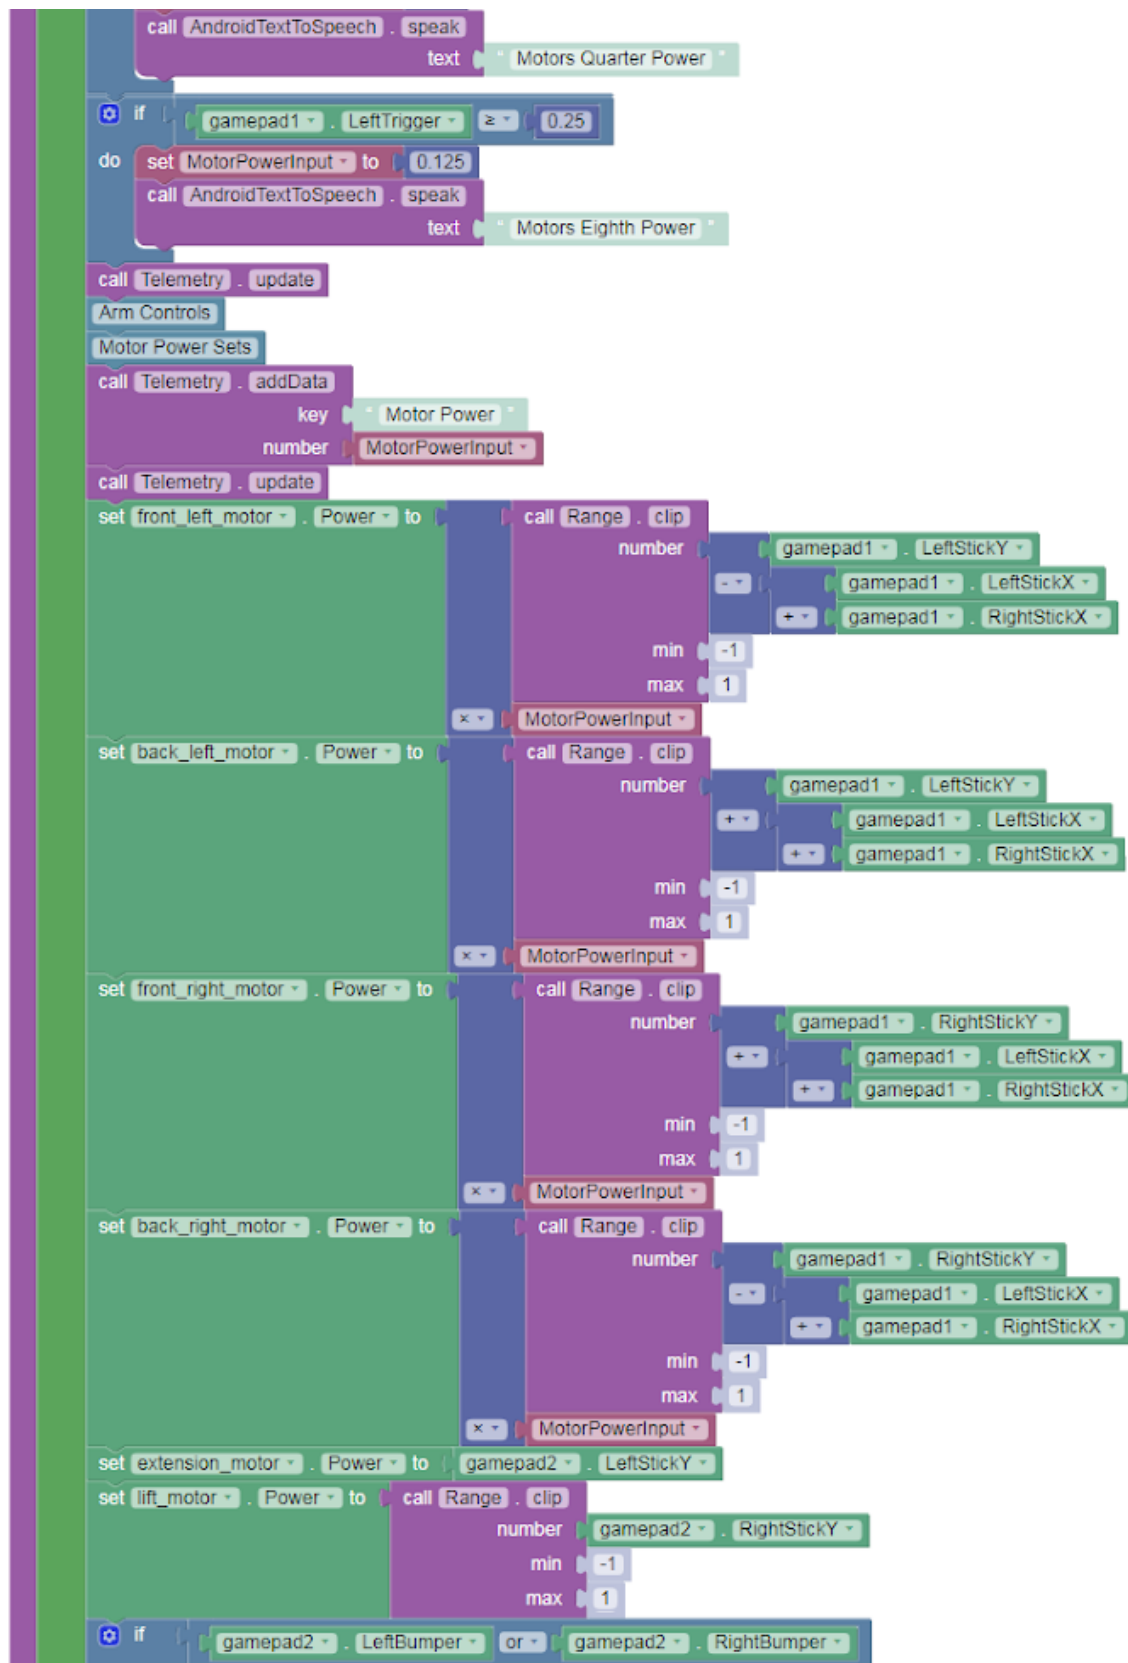 call AndroidTextToSpeech . speak
text " Motors Quarter Power "
if gamepad1 . LeftTrigger ≥ 0.25
do set MotorPowerInput to 0.125
call AndroidTextToSpeech . speak
text " Motors Eighth Power "
call Telemetry . update
Arm Controls
Motor Power Sets
call Telemetry . addData
key " Motor Power "
number MotorPowerInput
call Telemetry . update
set front_left_motor . Power to call Range . clip
number gamepad1 . LeftStickY
- gamepad1 . LeftStickX
+ gamepad1 . RightStickX
min -1
max 1
× MotorPowerInput
set back_left_motor . Power to call Range . clip
number gamepad1 . LeftStickY
+ gamepad1 . LeftStickX
+ gamepad1 . RightStickX
min -1
max 1
× MotorPowerInput
set front_right_motor . Power to call Range . clip
number gamepad1 . RightStickY
+ gamepad1 . LeftStickX
+ gamepad1 . RightStickX
min -1
max 1
× MotorPowerInput
set back_right_motor . Power to call Range . clip
number gamepad1 . RightStickY
- gamepad1 . LeftStickX
+ gamepad1 . RightStickX
min -1
max 1
× MotorPowerInput
set extension_motor . Power to gamepad2 . LeftStickY
set lift_motor . Power to call Range . clip
number gamepad2 . RightStickY
min -1
max 1
if gamepad2 . LeftBumper or gamepad2 . RightBumper